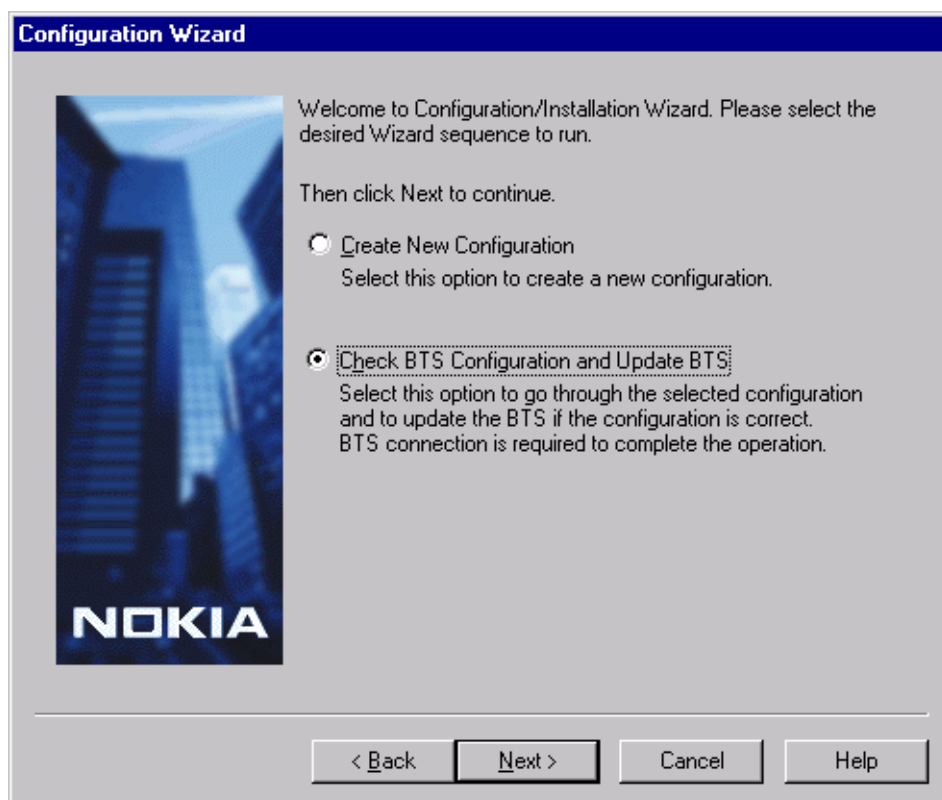 Configuration Wizard
Welcome to Configuration/Installation Wizard. Please select the
desired Wizard sequence to run.
Then click Next to continue.
Create New Configuration
Select this option to create a new configuration.
Check BTS Configuration and Update BTS
Select this option to go through the selected configuration
and to update the BTS if the configuration is correct.
BTS connection is required to complete the operation.
NOKIA
< Back
Next >
Cancel
Help